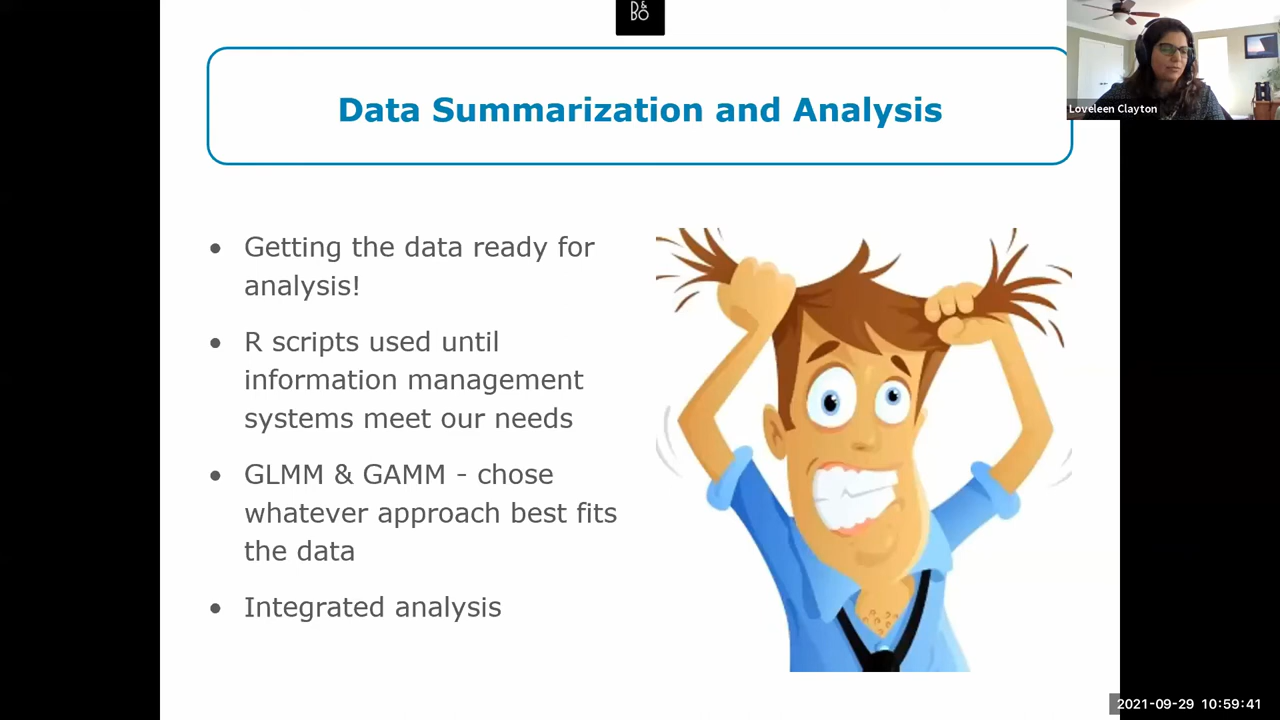 D&
BO
Data Summarization and Analysis
Loveleen Clayton
• Getting the data ready for
analysis!
• R scripts used until
information management
systems meet our needs
• GLMM & GAMM - chose
whatever approach best fits
the data
• Integrated analysis
2021-09-29 10:59:41